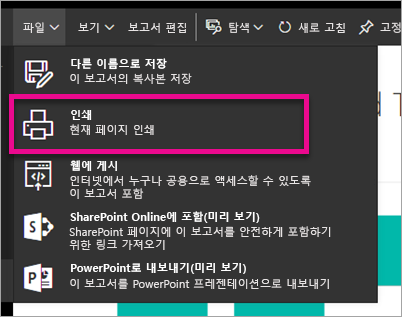 파일 보기 보고서 편집 탐색 새로 고침 고정
다른 이름으로 저장
이 보고서의 복사본 저장
인쇄
현재 페이지 인쇄
웹에 게시
인터넷에서 누구나 공용으로 액세스할 수 있도록
이 보고서 포함
SharePoint Online에 포함(미리 보기)
SharePoint 페이지에 이 보고서를 안전하게 포함하기
위한 링크 가져오기
PowerPoint로 내보내기(미리 보기)
이 보고서를 PowerPoint 프레젠테이션으로 내보내기